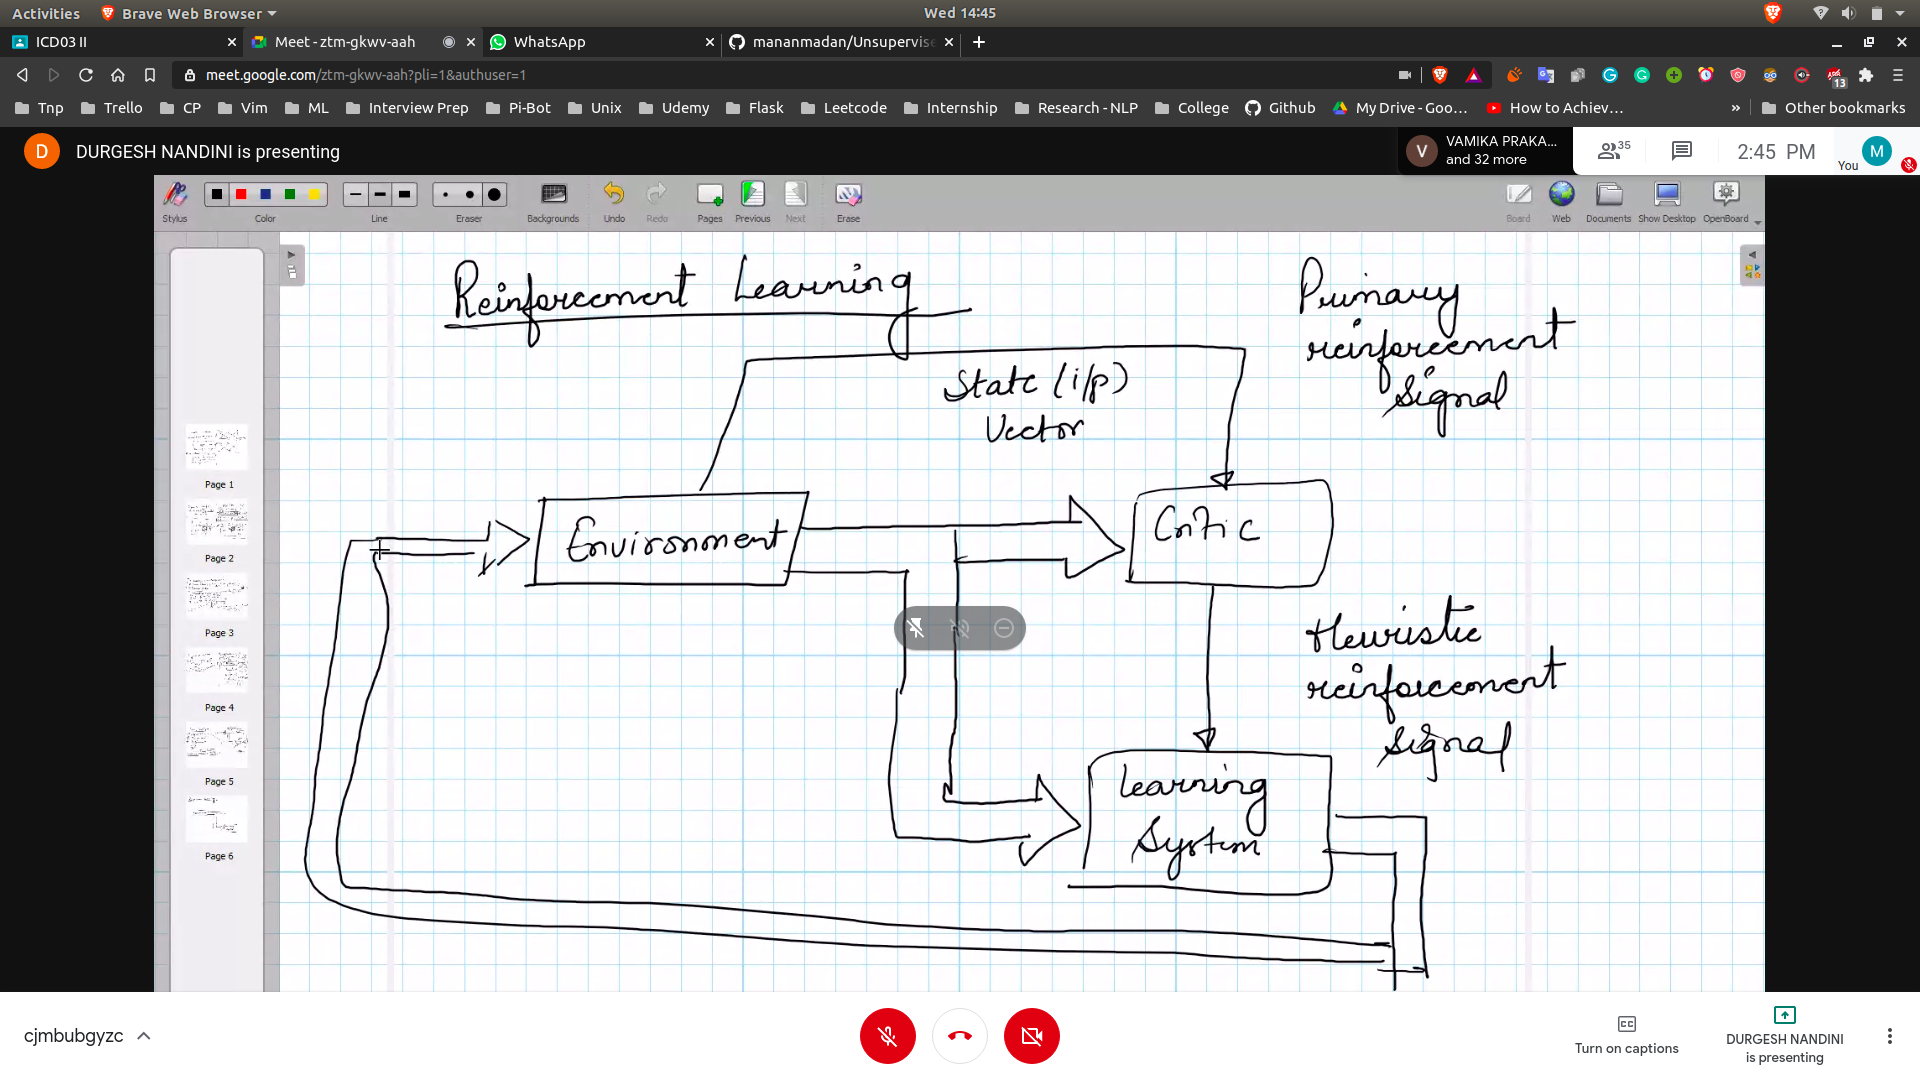 Activities
Brave Web Browser
Wed 14:45
ICD03 II
Meet - ztm-gkwv-aah
WhatsApp
mananmadan/Unsupervise
meet.google.com/ztm-gkwv-aah?pli=1&authuser=1
13
Tnp
Trello
CP
Vim
ML
Interview Prep
Pi-Bot
Unix
Udemy
Flask
Leetcode
Internship
Research - NLP
College
Github
My Drive - Goo...
How to Achiev...
»
Other bookmarks
D
DURGESH NANDINI is presenting
V
VAMIKA PRAKA...
and 32 more
35
2:45 PM
You
M
Stylus
Color
Line
Eraser
Backgrounds
Undo
Redo
Pages
Previous
Next
Erase
Board
Web
Documents
Show Desktop
OpenBoard
Page 1
Page 2
Page 3
Page 4
Page 5
Page 6
Reinforcement Learning
Primary
reinforcement
Signal
State (i/p)
Vector
Environment
Critic
Heuristic
reinforcement
Signal
Learning
System
cjmbubgyzc
Turn on captions
DURGESH NANDINI
is presenting